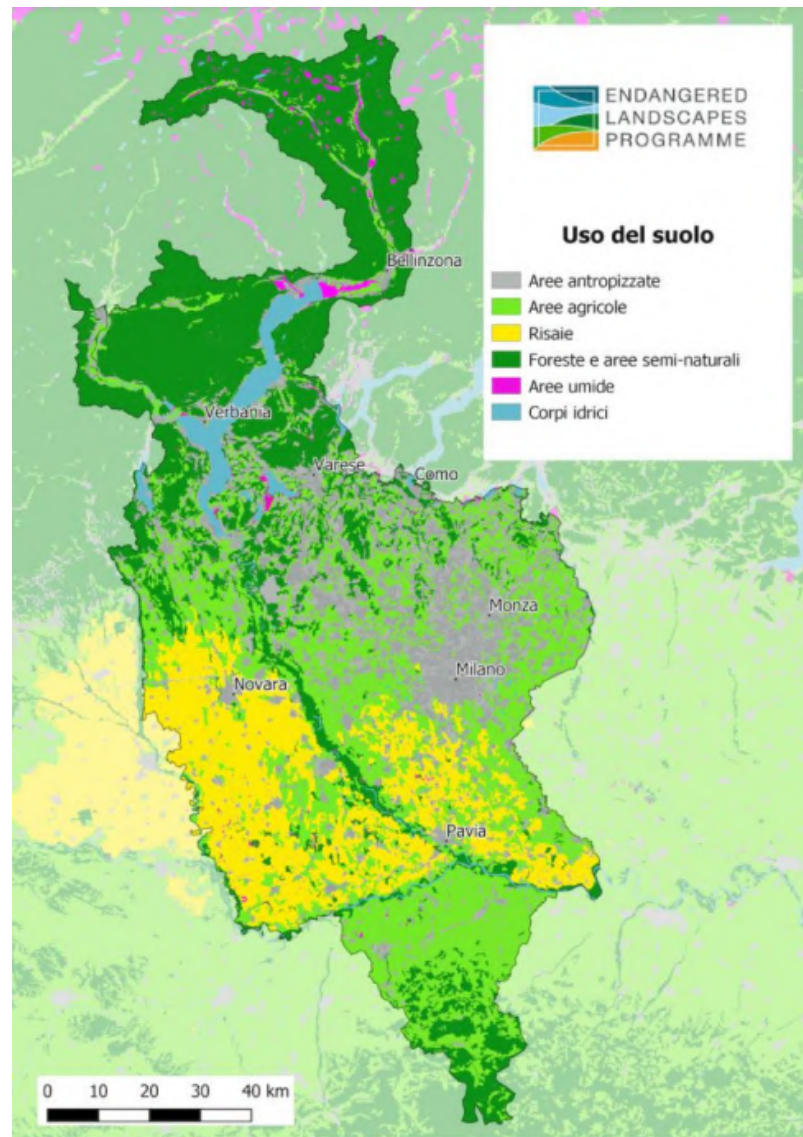 ENDANGERED
LANDSCAPES
PROGRAMME
Uso del suolo
Aree antropizzate
Aree agricole
Risaie
Foreste e aree semi-naturali
Aree umide
Corpi idrici
Bellinzona
Verbania
Varese
Como
Monza
Milano
Novara
Pavia
0 10 20 30 40 km